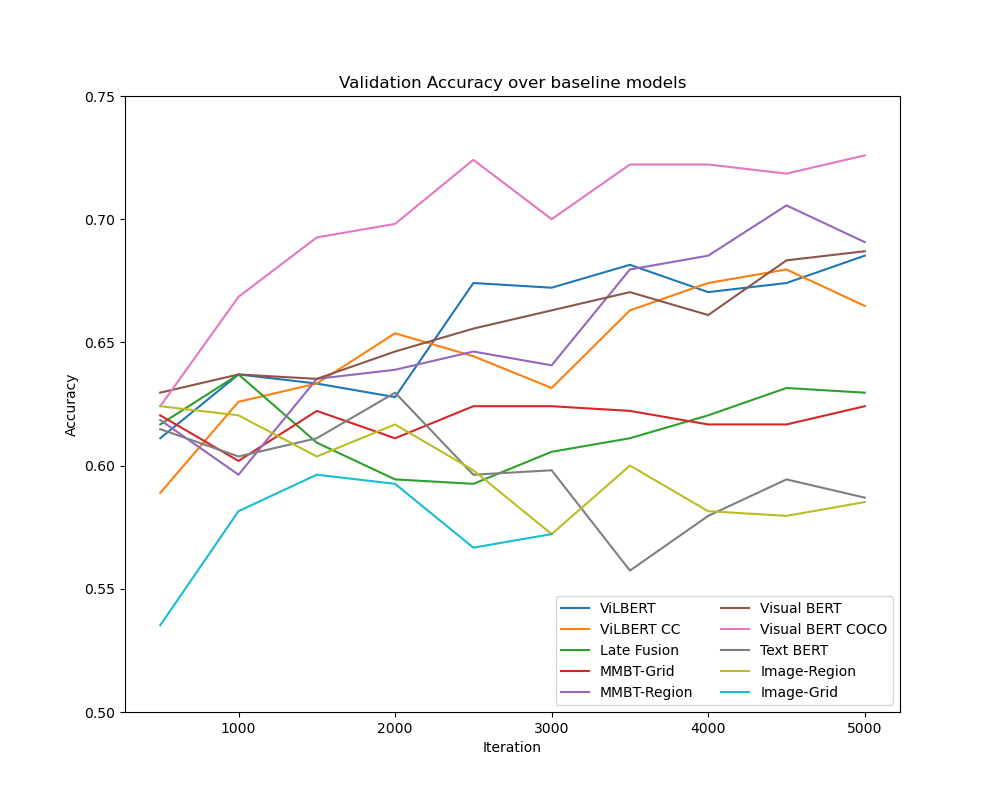 Validation Accuracy over baseline models
0.75
0.70
0.65
0.60
0.55
0.50
Accuracy
1000 2000 3000 4000 5000
Iteration
ViLBERT
ViLBERT CC
Late Fusion
MMBT-Grid
MMBT-Region
Visual BERT
Visual BERT COCO
Text BERT
Image-Region
Image-Grid